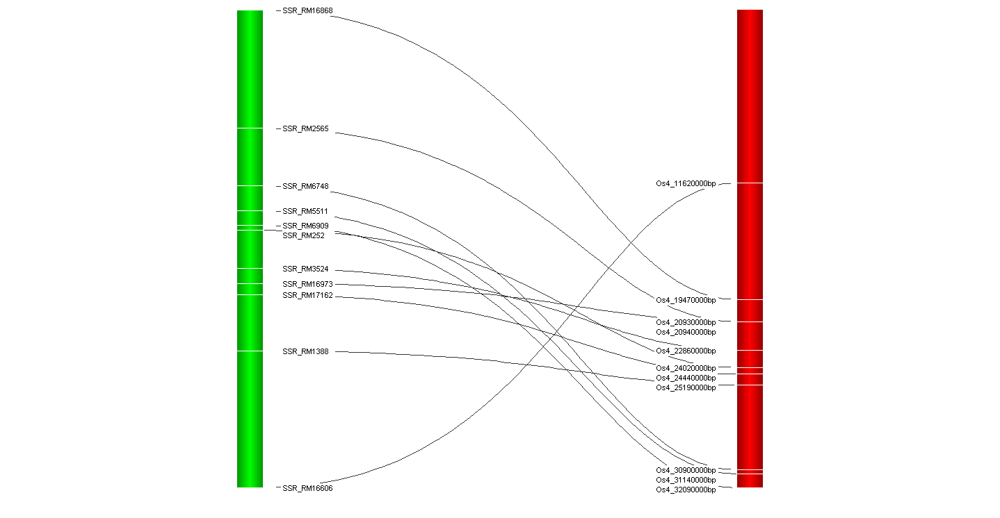 SSR_RM16868
SSR_RM2565
SSR_RM6748
SSR_RM5511
SSR_RM6909
SSR_RM252
SSR_RM3524
SSR_RM16973
SSR_RM17162
SSR_RM1388
SSR_RM16606
Os4_11620000bp
Os4_19470000bp
Os4_20930000bp
Os4_20940000bp
Os4_22860000bp
Os4_24020000bp
Os4_24440000bp
Os4_25190000bp
Os4_30900000bp
Os4_31140000bp
Os4_32090000bp